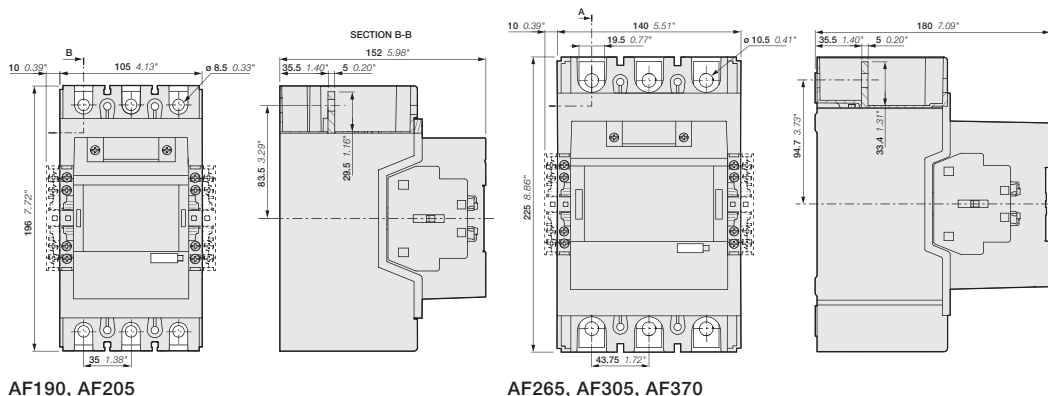 B
10 0.39"
105 4.13"
ø 8.5 0.33"
196 7.72"
35 1.38"
SECTION B-B
152 5.98"
35.5 1.40"
5 0.20"
83.5 3.29"
29.5 1.16"
AF190, AF205
A
10 0.39"
140 5.51"
19.5 0.77"
ø 10.5 0.41"
225 8.86"
43.75 1.72"
180 7.09"
35.5 1.40"
5 0.20"
94.7 3.73"
33.4 1.31"
AF265, AF305, AF370